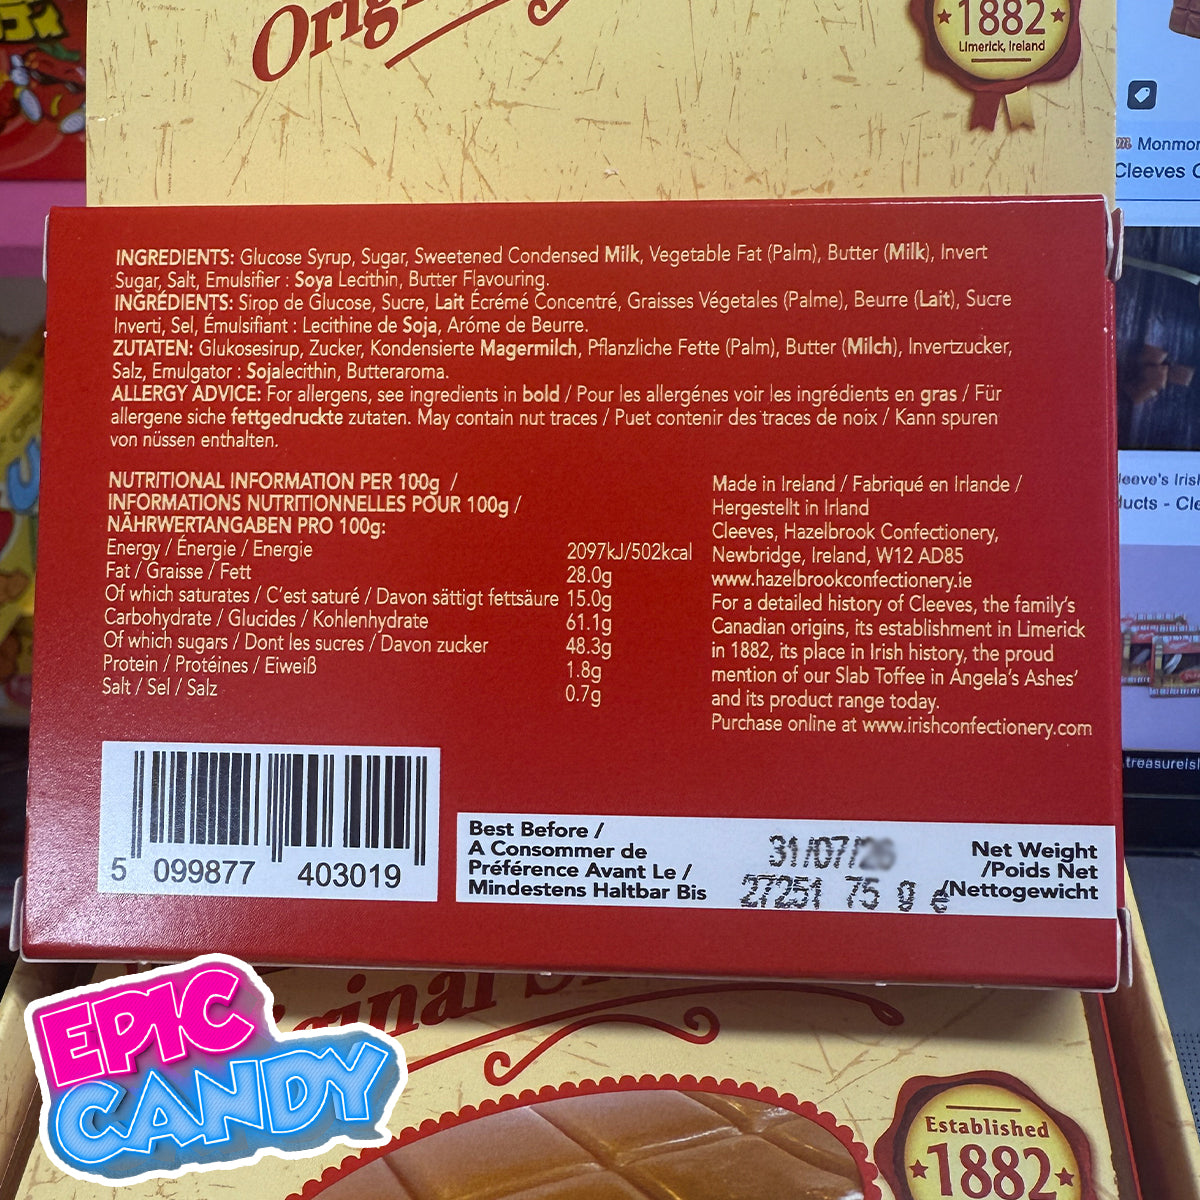 1882
Limerick, Ireland
Monmor
Cleeves C
INGREDIENTS: Glucose Syrup, Sugar, Sweetened Condensed Milk, Vegetable Fat (Palm), Butter (Milk), Invert
Sugar, Salt, Emulsifier : Soya Lecithin, Butter Flavouring.
INGRÉDIENTS: Sirop de Glucose, Sucre, Lait Écrémé Concentré, Graisses Végetales (Palme), Beurre (Lait), Sucre
Inverti, Sel, Émulsifiant : Lecithine de Soja, Aróme de Beurre.
ZUTATEN: Glukosesirup, Zucker, Kondensierte Magermilch, Pflanzliche Fette (Palm), Butter (Milch), Invertzucker,
Salz, Emulgator : Sojalecithin, Butteraroma.
ALLERGY ADVICE: For allergens, see ingredients in bold / Pour les allergénes voir les ingrédients en gras / Für
allergene siche fettgedruckte zutaten. May contain nut traces / Puet contenir des traces de noix / Kann spuren
von nüssen enthalten.
NUTRITIONAL INFORMATION PER 100g /
INFORMATIONS NUTRITIONNELLES POUR 100g /
NÄHRWERTANGABEN PRO 100g:
Energy / Énergie / Energie 2097kJ/502kcal
Fat / Graisse / Fett 28.0g
Of which saturates / C'est saturé / Davon sättigt fettsäure 15.0g
Carbohydrate / Glucides / Kohlenhydrate 61.1g
Of which sugars / Dont les sucres / Davon zucker 48.3g
Protein / Protéines / Eiweiß 1.8g
Salt / Sel / Salz 0.7g
Made in Ireland / Fabriqué en Irlande /
Hergestellt in Irland
Cleeves, Hazelbrook Confectionery,
Newbridge, Ireland, W12 AD85
www.hazelbrookconfectionery.ie
For a detailed history of Cleeves, the family's
Canadian origins, its establishment in Limerick
in 1882, its place in Irish history, the proud
mention of our Slab Toffee in Angela's Ashes'
and its product range today.
Purchase online at www.irishconfectionery.com
5 099877 403019
Best Before /
A Consommer de
Préférence Avant Le /
Mindestens Haltbar Bis
31/07/26
27251 75 g e
Net Weight
/Poids Net
/Nettogewicht
EPIC
CANDY
Established
1882